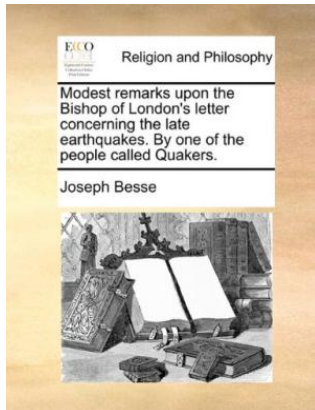 ECCO
Religion and Philosophy
Modest remarks upon the
Bishop of London's letter
concerning the late
earthquakes. By one of the
people called Quakers.
Joseph Besse